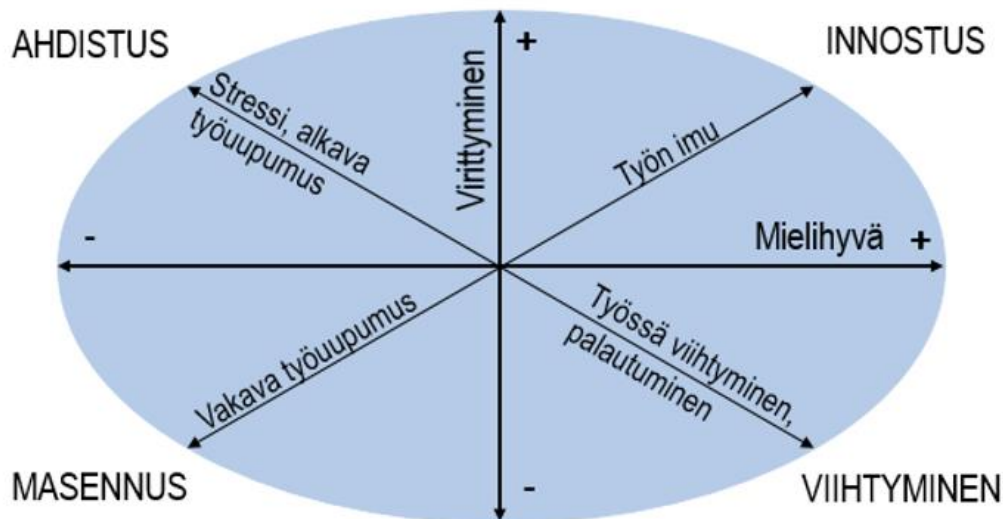 AHDISTUS
INNOSTUS
+
Virittyminen
Stressi, alkava
työuupumus
Työn imu
-
Mielihyvä +
Vakava työuupumus
Työssä viihtyminen,
palautuminen
MASENNUS
-
VIIHTYMINEN